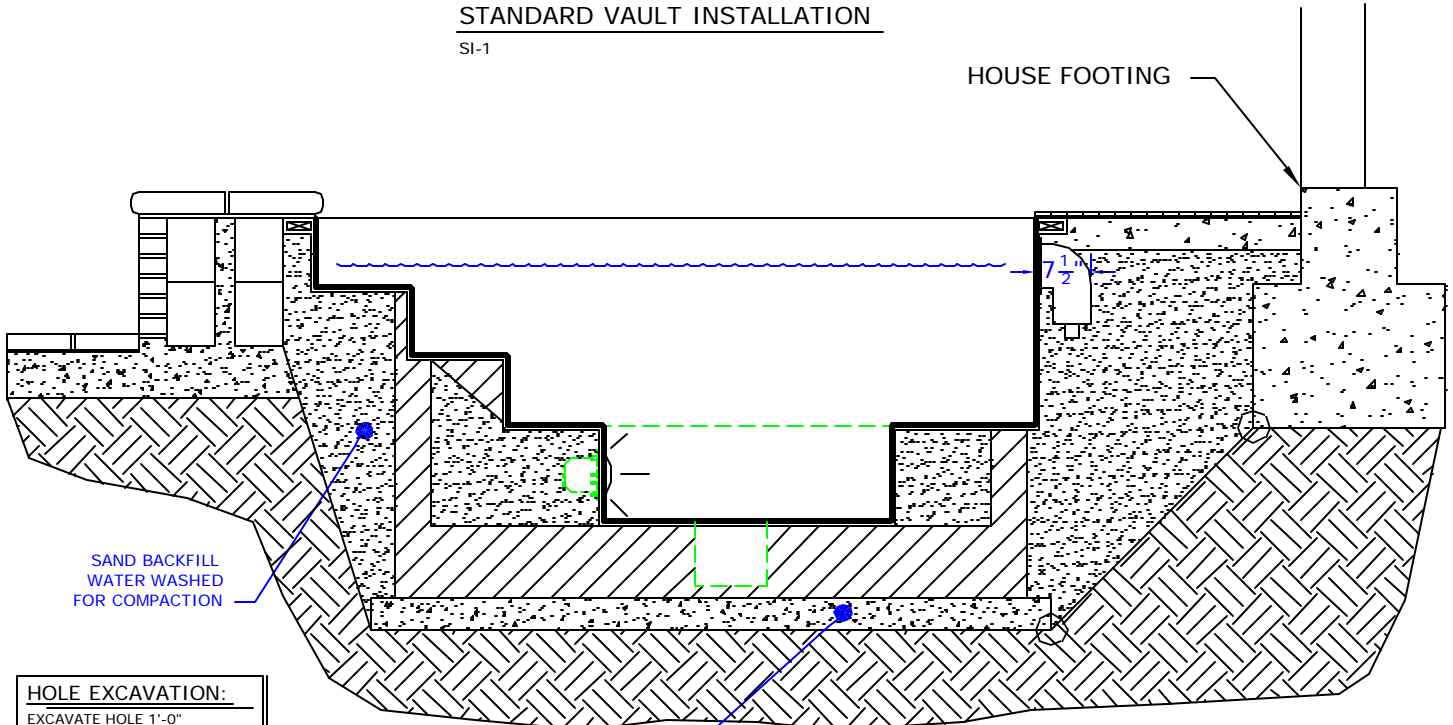 STANDARD VAULT INSTALLATION
SI-1
HOUSE FOOTING
7 1/2"
SAND BACKFILL
WATER WASHED
FOR COMPACTION
HOLE EXCAVATION:
EXCAVATE HOLE 1'-0"